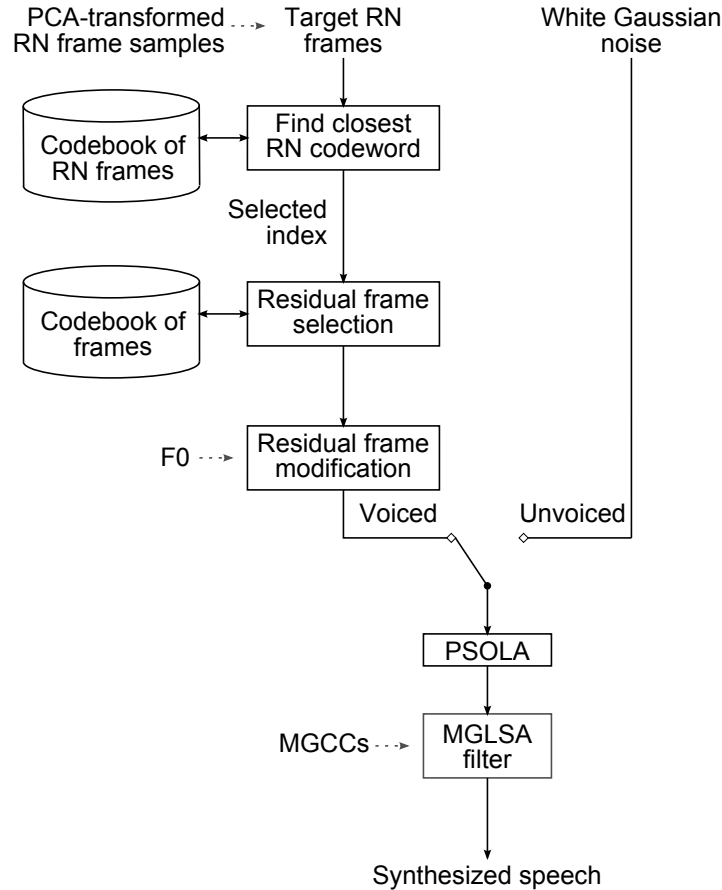 PCA-transformed
RN frame samples
Target RN
frames
White Gaussian
noise
Codebook of
RN frames
Find closest
RN codeword
Selected
index
Codebook of
frames
Residual frame
selection
F0
Residual frame
modification
Voiced
Unvoiced
PSOLA
MGCCs
MGLSA
filter
Synthesized speech